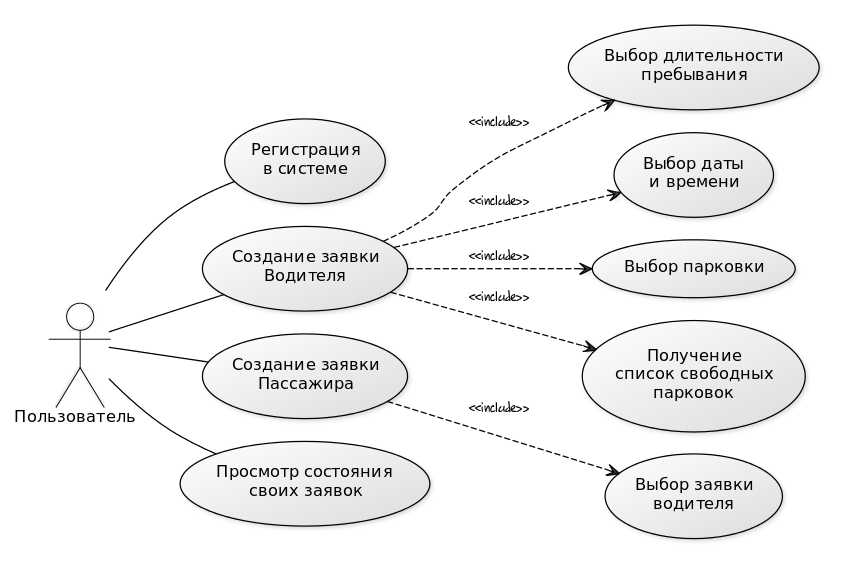 Выбор длительности
пребывания
<<include>>
Регистрация
в системе
Выбор даты
и времени
<<include>>
Создание заявки
Водителя
<<include>>
Выбор парковки
<<include>>
Получение
список свободных
парковок
Создание заявки
Пассажира
<<include>>
Пользователь
Просмотр состояния
своих заявок
Выбор заявки
водителя